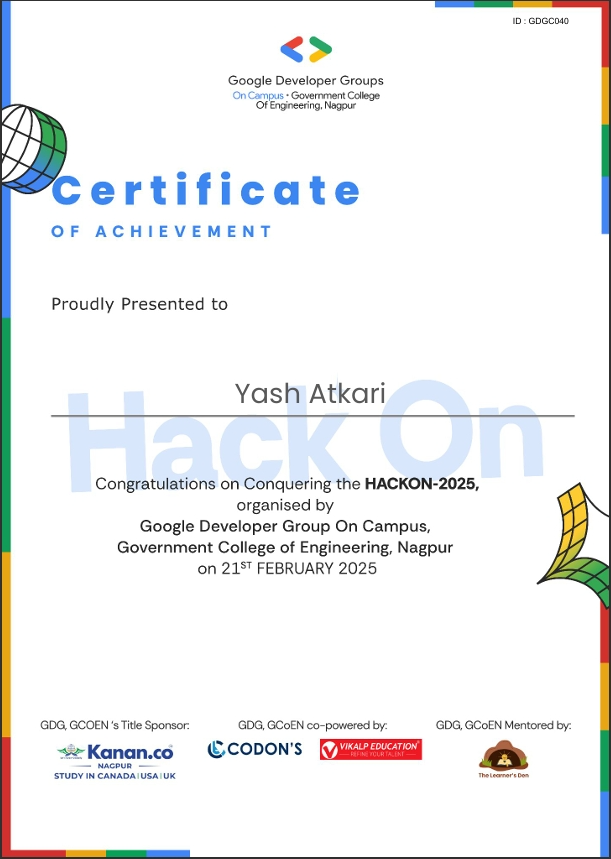 ID : GDGC040
Google Developer Groups
On Campus • Government College
Of Engineering, Nagpur
Certificate
OF ACHIEVEMENT
Proudly Presented to
Hack On
Yash Atkari
Congratulations on Conquering the HACKON-2025,
organised by
Google Developer Group On Campus,
Government College of Engineering, Nagpur
on 21ST FEBRUARY 2025
GDG, GCOEN 's Title Sponsor:
Kanan.co
NAGPUR
STUDY IN CANADA | USA | UK
GDG, GCoEN co-powered by:
CODON'S
VIKALP EDUCATION
REFINE YOUR TALENT
GDG, GCoEN Mentored by:
The Learner's Den